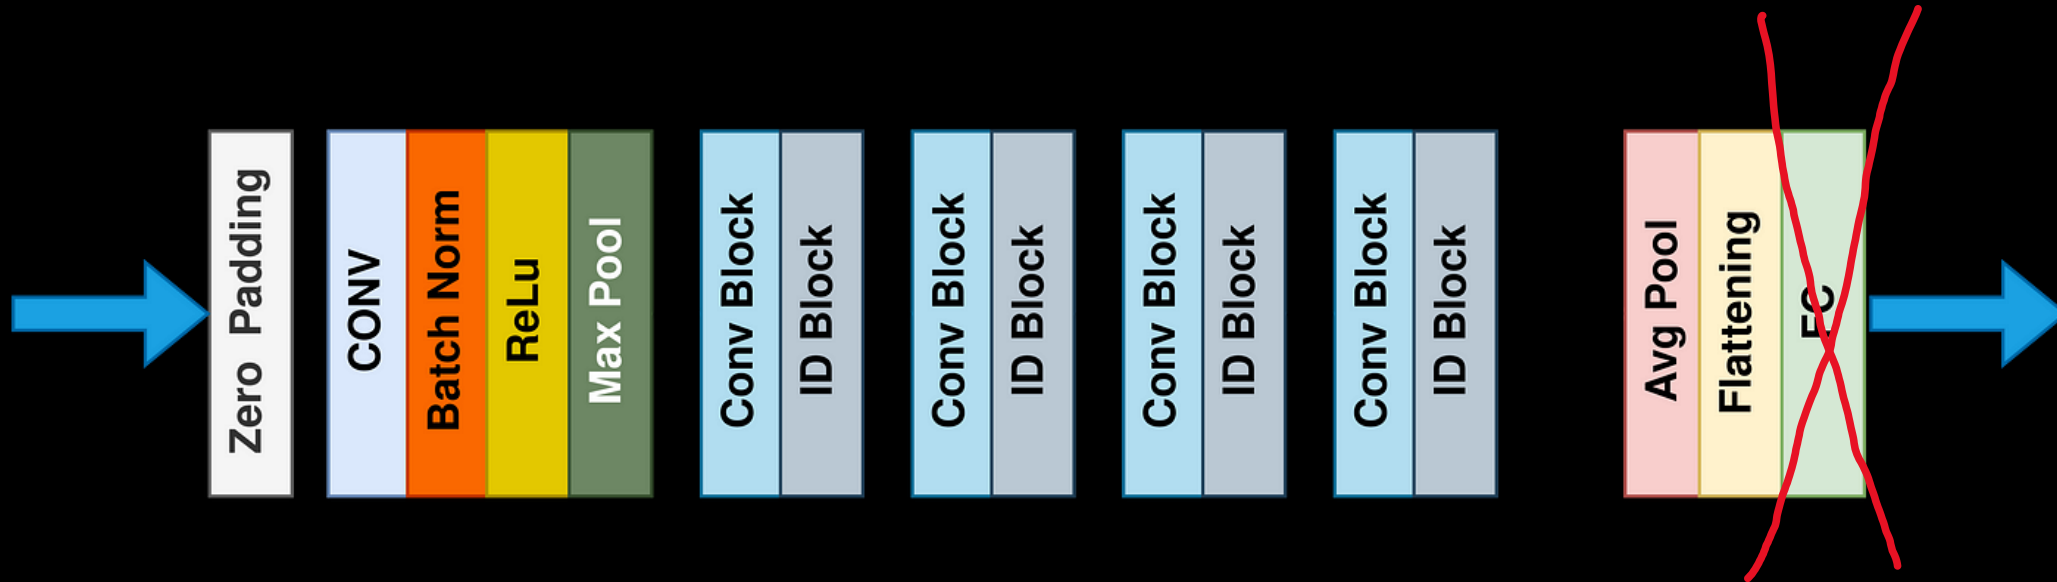 Zero Padding
CONV
Batch Norm
ReLu
Max Pool
Conv Block
ID Block
Conv Block
ID Block
Conv Block
ID Block
Conv Block
ID Block
Avg Pool
Flattening
FC